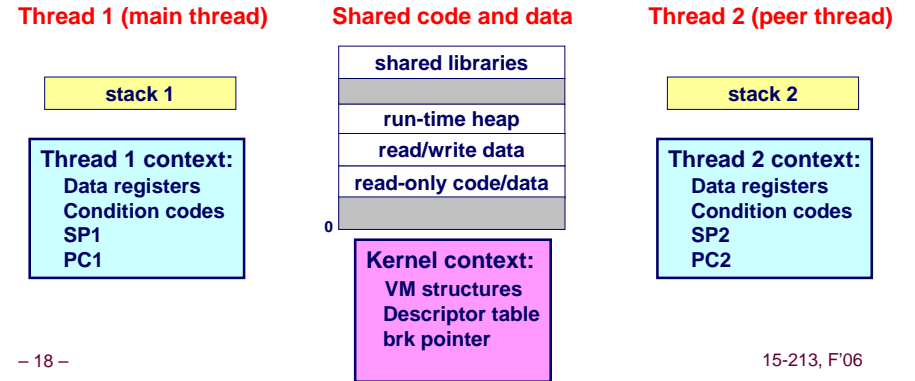 Thread 1 (main thread)
Shared code and data
Thread 2 (peer thread)
stack 1
Thread 1 context:
Data registers
Condition codes
SP1
PC1
shared libraries
run-time heap
read/write data
read-only code/data
0
Kernel context:
VM structures
Descriptor table
brk pointer
stack 2
Thread 2 context:
Data registers
Condition codes
SP2
PC2
– 18 –
15-213, F’06